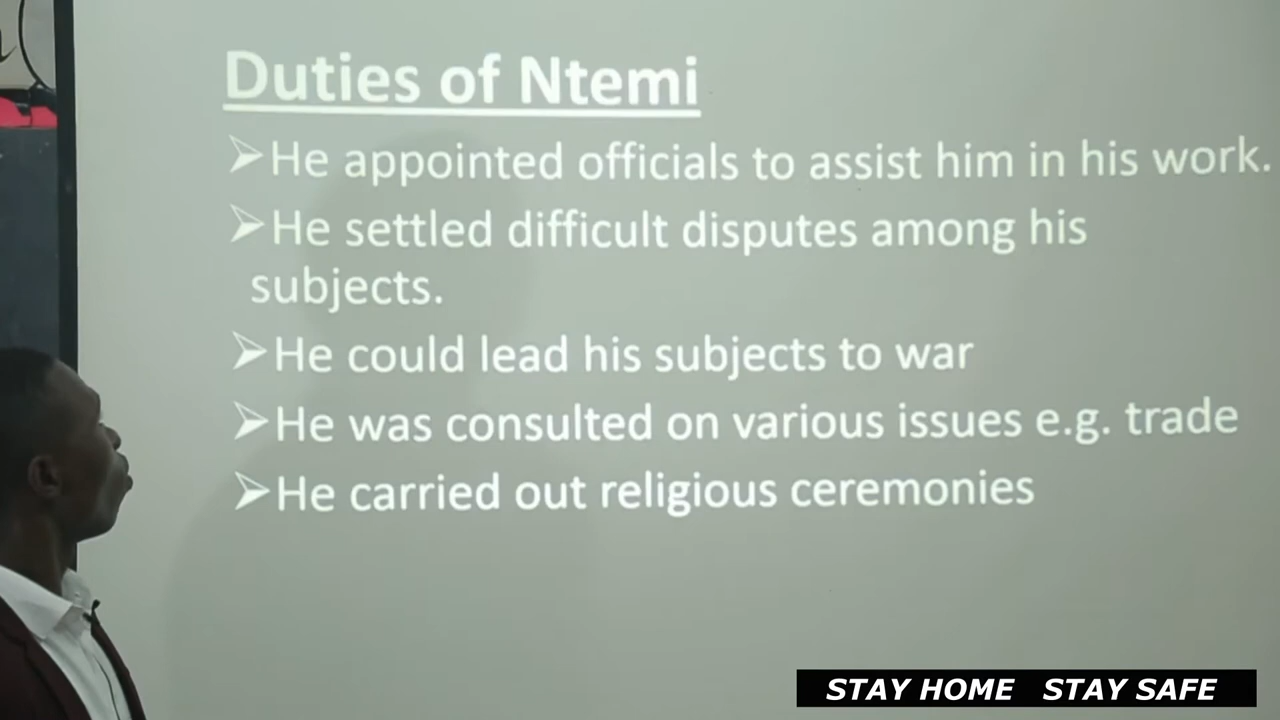 Duties of Ntemi
➢He appointed officials to assist him in his work.
➢He settled difficult disputes among his
subjects.
➢He could lead his subjects to war
➢He was consulted on various issues e.g. trade
➢He carried out religious ceremonies
STAY HOME STAY SAFE